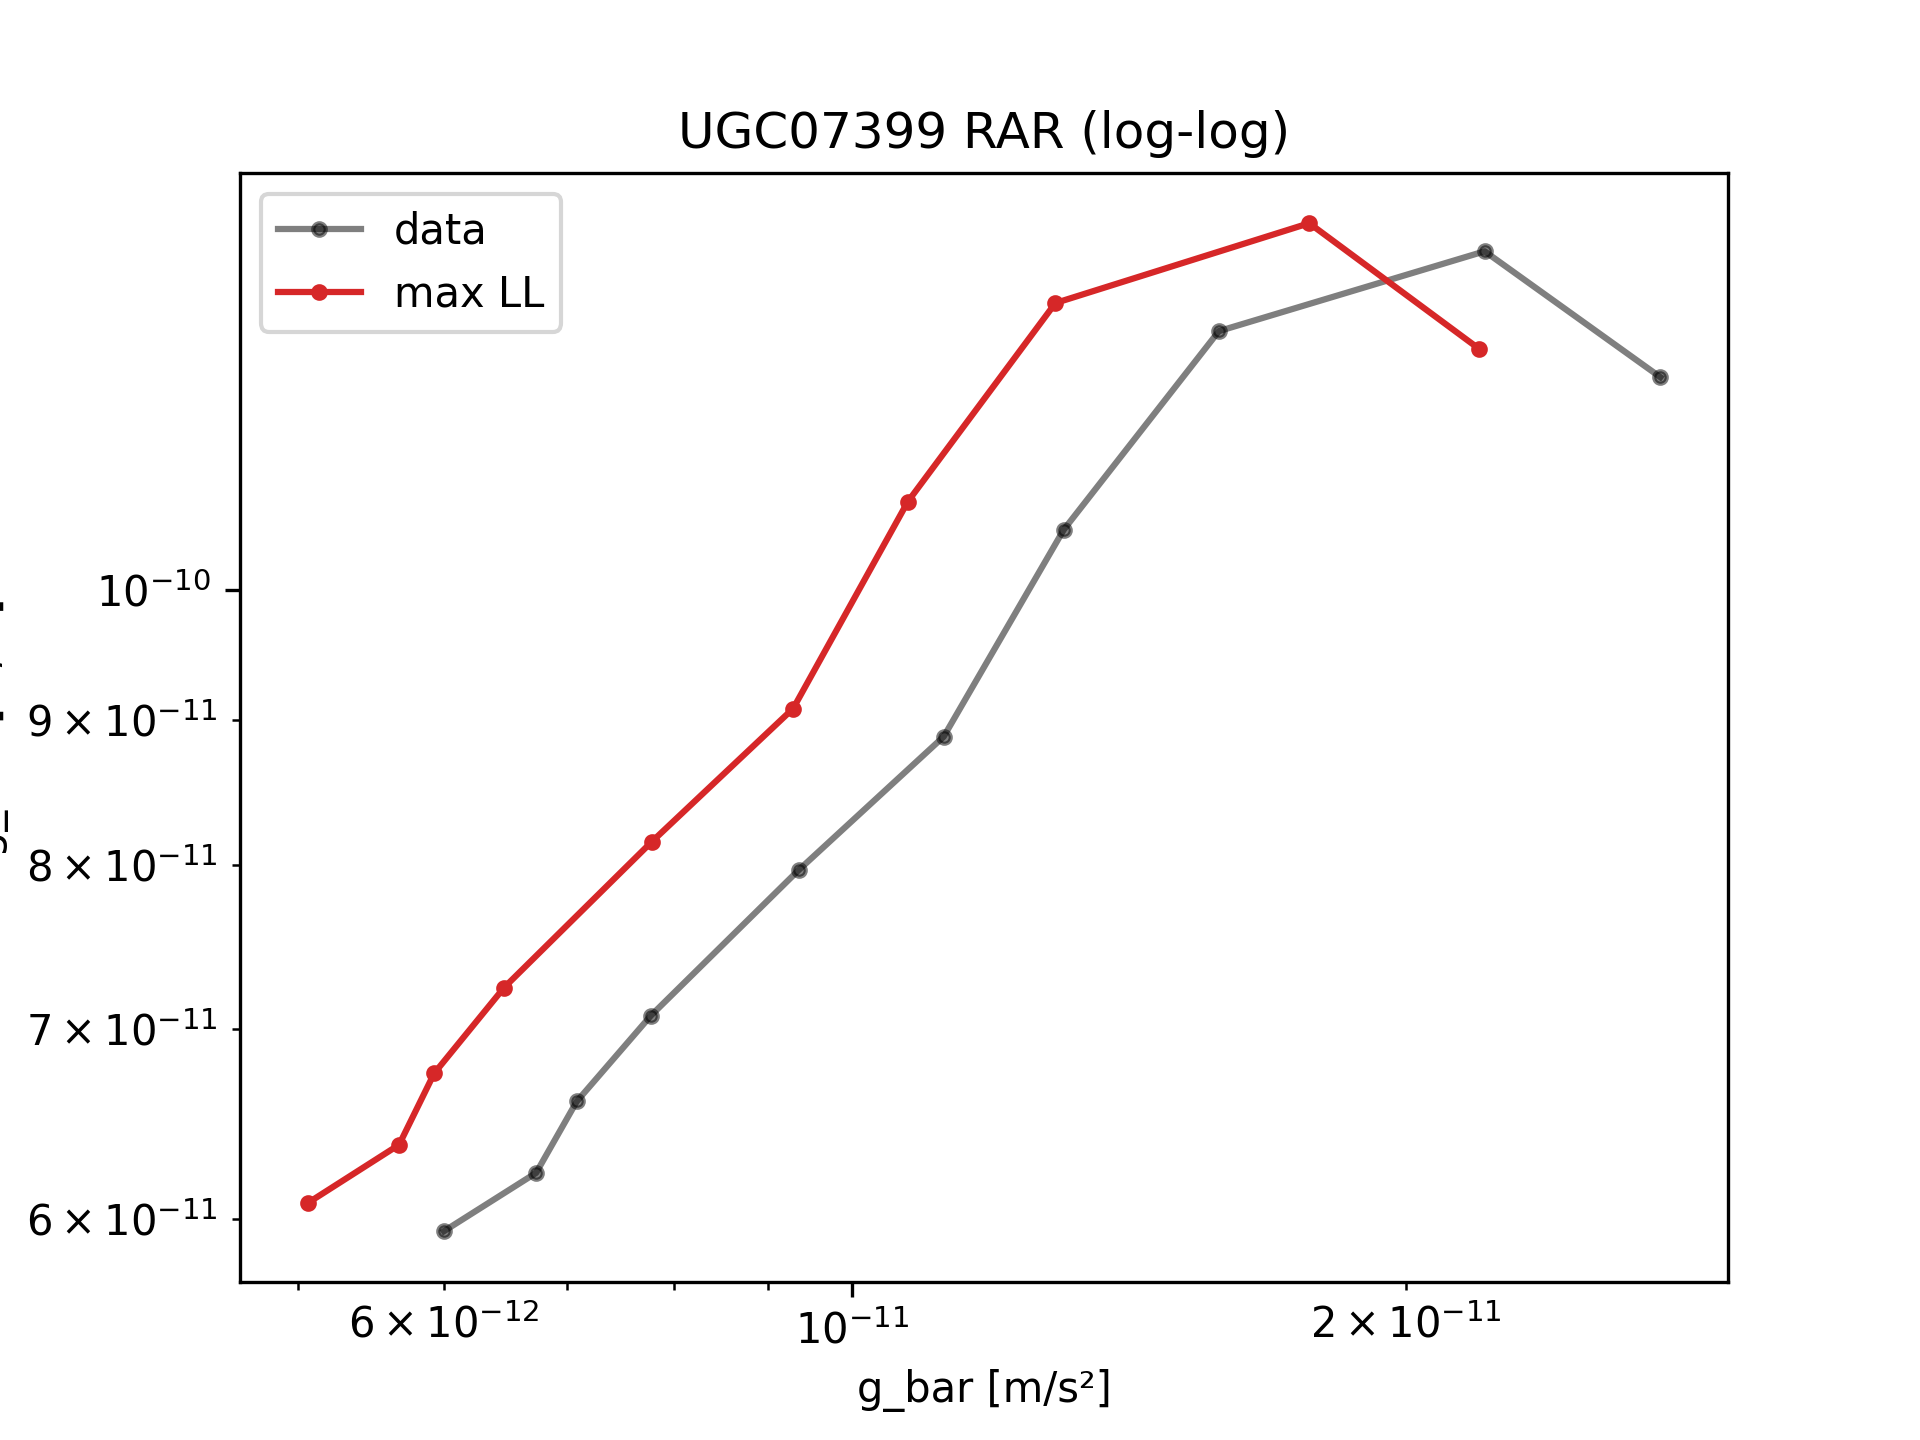 UGC07399 RAR (log-log)
data
max LL
10⁻¹⁰
9 × 10⁻¹¹
8 × 10⁻¹¹
7 × 10⁻¹¹
6 × 10⁻¹¹
6 × 10⁻¹² 10⁻¹¹ 2 × 10⁻¹¹
g_bar [m/s²]